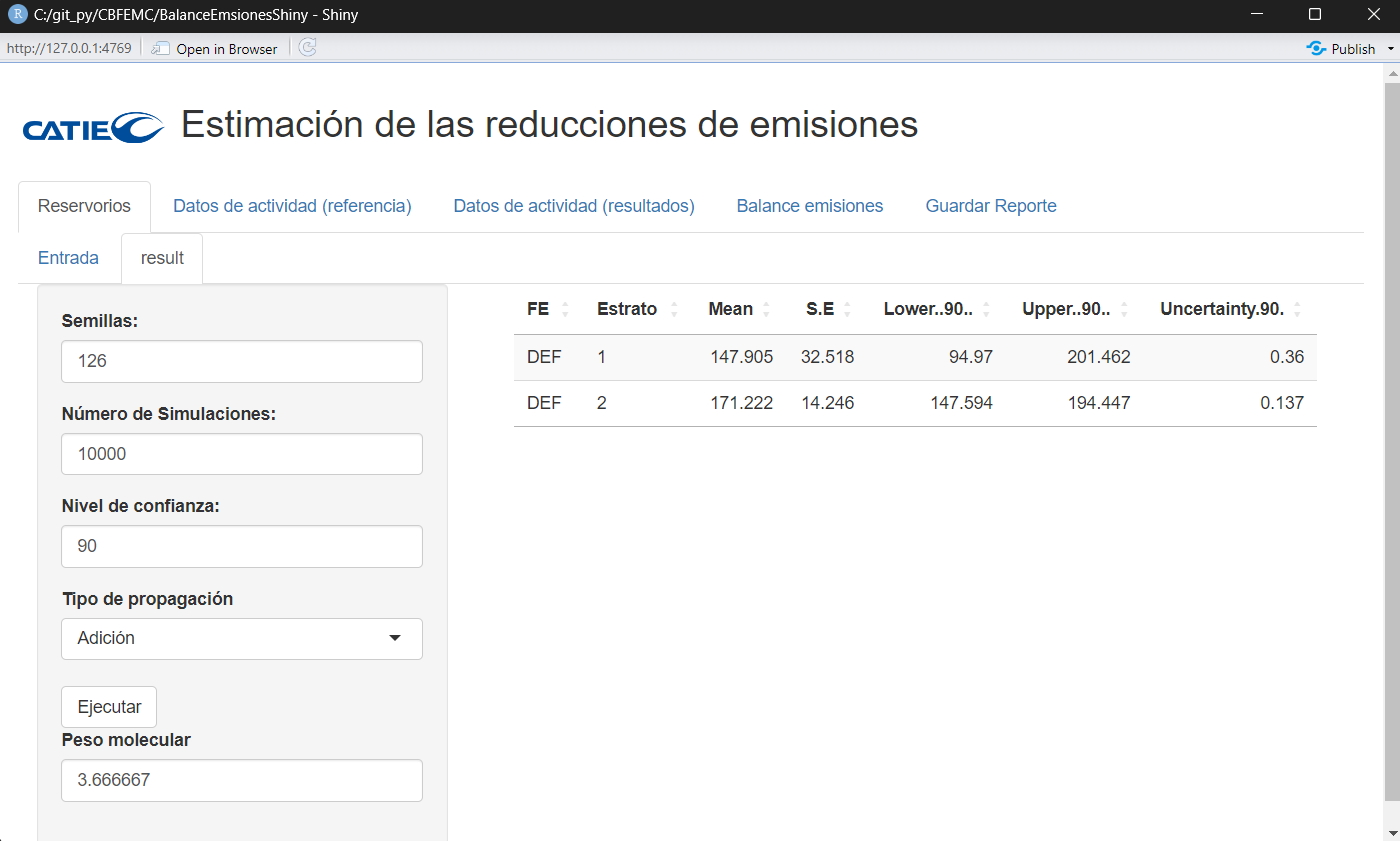 C:/git_py/CBFEMC/BalanceEmsionesShiny - Shiny
http://127.0.0.1:4769 Open in Browser Publish
CATIE Estimación de las reducciones de emisiones
Reservorios Datos de actividad (referencia) Datos de actividad (resultados) Balance emisiones Guardar Reporte
Entrada result
Semillas:
126
Número de Simulaciones:
10000
Nivel de confianza:
90
Tipo de propagación
Adición
Ejecutar
Peso molecular
3.666667
FE Estrato Mean S.E Lower..90.. Upper..90.. Uncertainty.90.
DEF 1 147.905 32.518 94.97 201.462 0.36
DEF 2 171.222 14.246 147.594 194.447 0.137